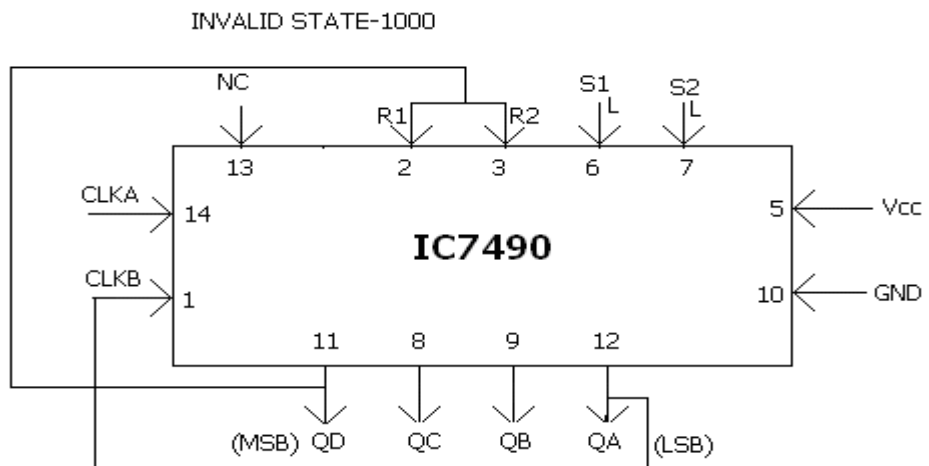 INVALID STATE-1000
NC
R1
R2
S1
L
S2
L
13
2
3
6
7
CLKA
14
5
Vcc
IC7490
CLKB
1
10
GND
11
8
9
12
(MSB) QD
QC
QB
QA
(LSB)